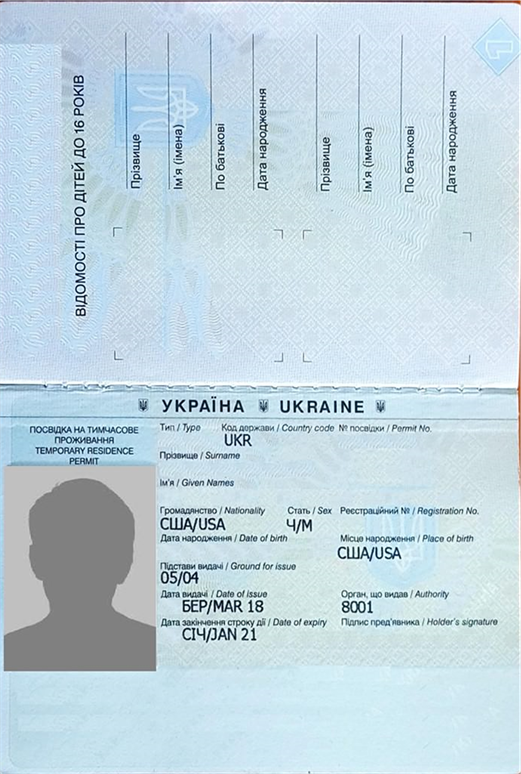 ВІДОМОСТІ ПРО ДІТЕЙ ДО 16 РОКІВ
Прізвище
Ім'я (імена)
По батькові
Дата народження
Прізвище
Ім'я (імена)
По батькові
Дата народження
УКРАЇНА UKRAINE
ПОСВІДКА НА ТИМЧАСОВЕ
ПРОЖИВАННЯ
TEMPORARY RESIDENCE
PERMIT
Тип / Type Код держави / Country code № посвідки / Permit No.
UKR
Прізвище / Surname
Ім'я / Given Names
Громадянство / Nationality Стать / Sex Реєстраційний № / Registration No.
США/USA Ч/M
Дата народження / Date of birth Місце народження / Place of birth
США/USA
Підстави видачі / Ground for issue
05/04
Дата видачі / Date of issue Орган, що видав / Authority
БЕР/MAR 18 8001
Дата закінчення строку дії / Date of expiry Підпис пред'явника / Holder's signature
СІЧ/JAN 21